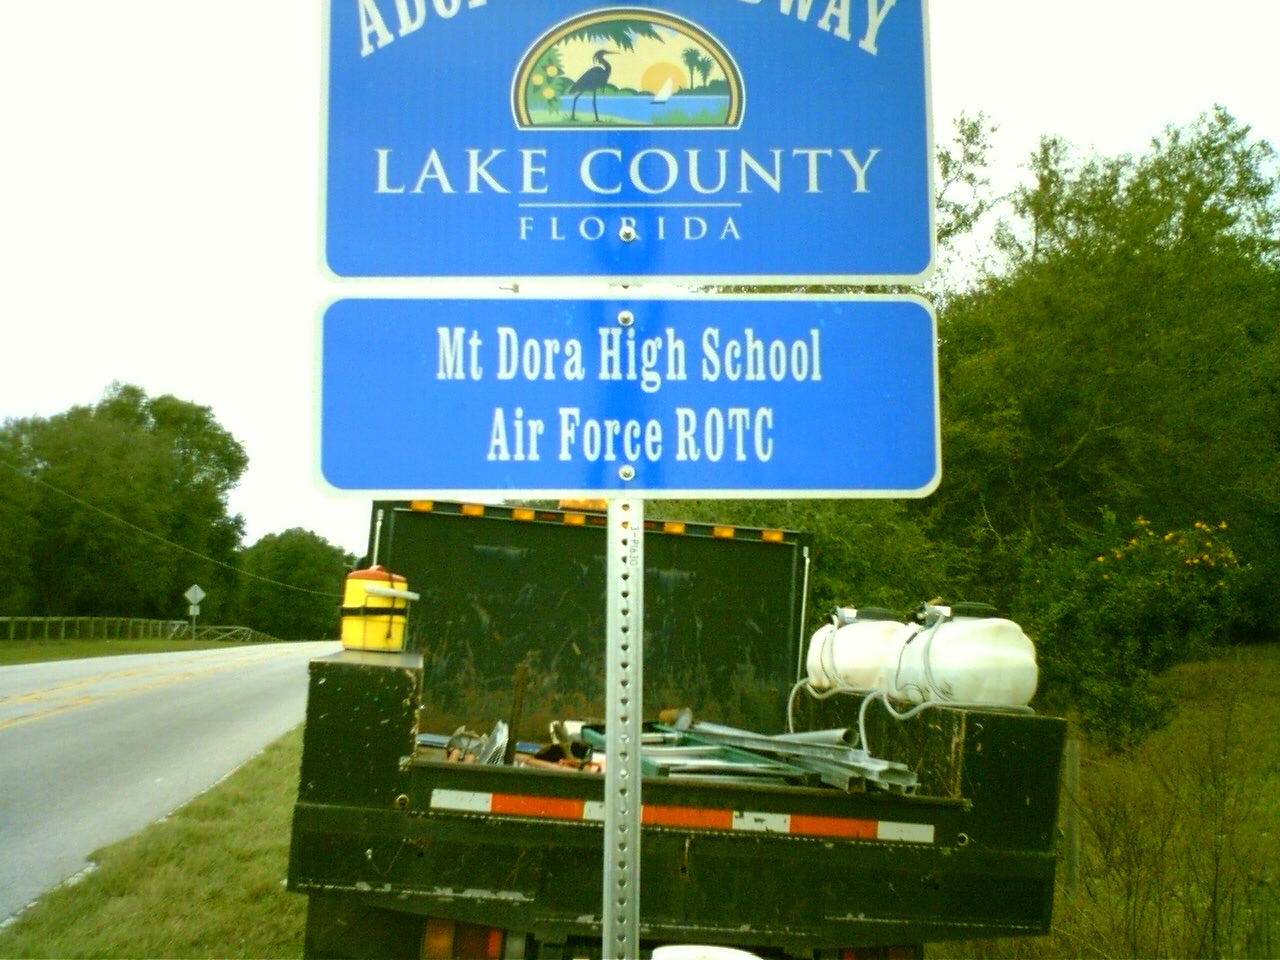 LAKE COUNTY
FLORIDA
Mt Dora High School
Air Force ROTC